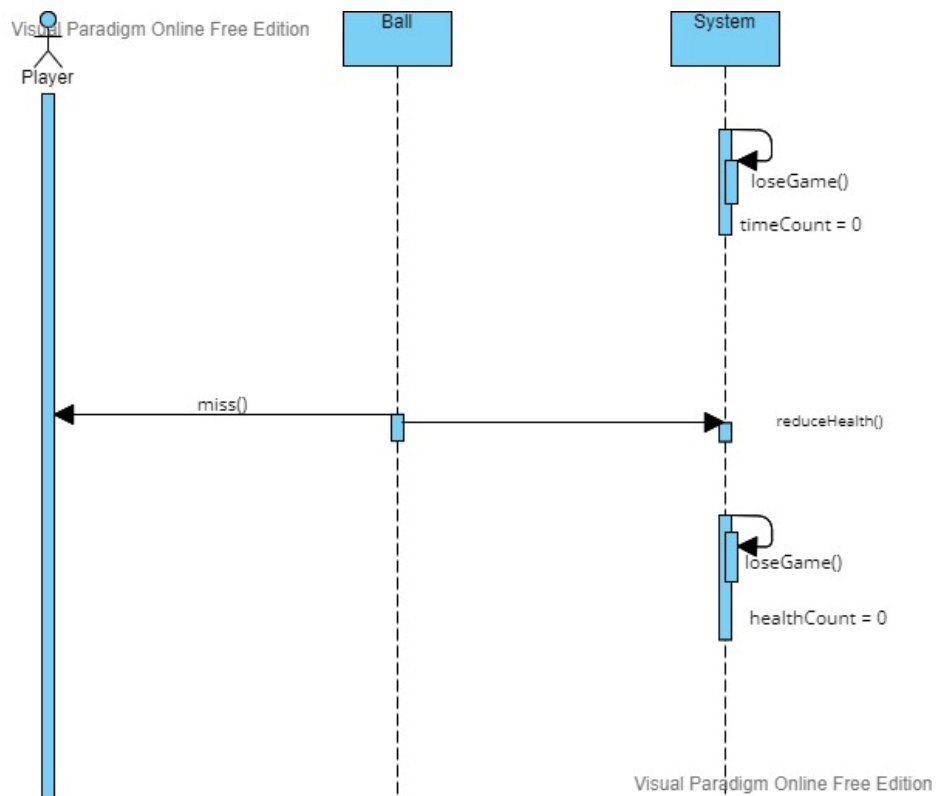 Ball
System
Visual Paradigm Online Free Edition
Player
loseGame()
timeCount = 0
miss()
reduceHealth()
loseGame()
healthCount = 0
Visual Paradigm Online Free Edition